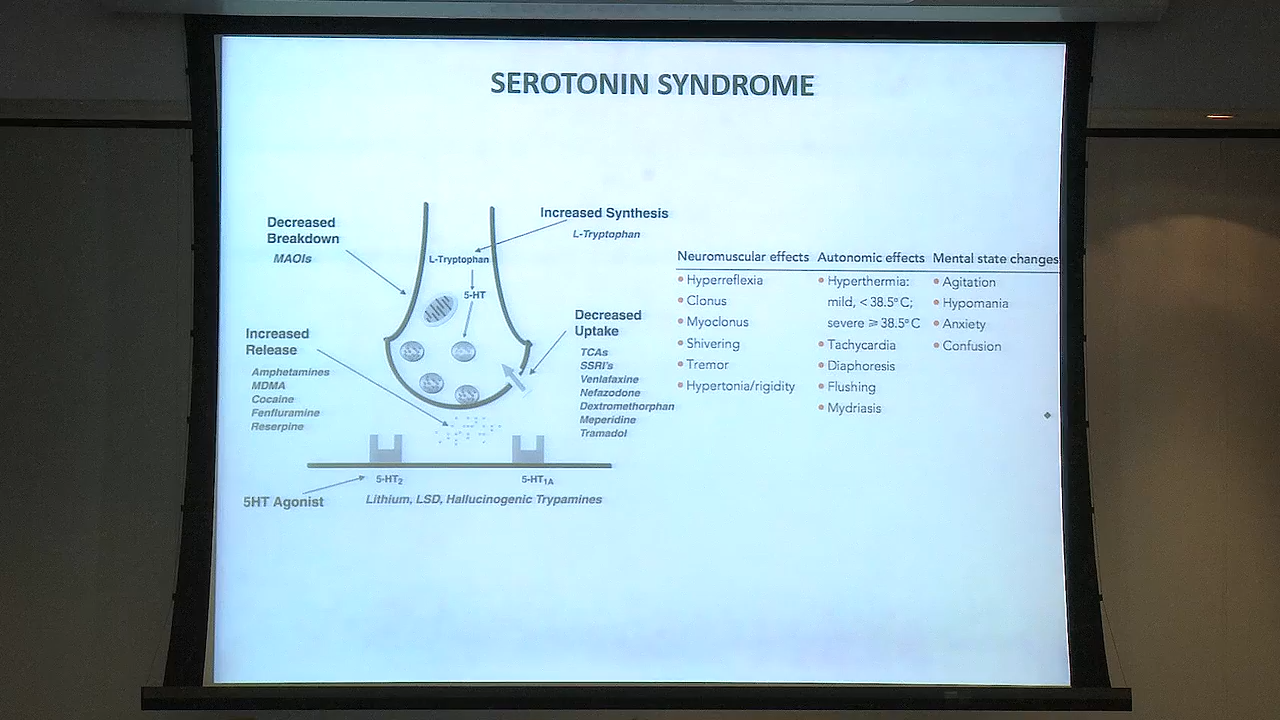 SEROTONIN SYNDROME
Decreased
Breakdown
MAOIs
Increased Synthesis
L-Tryptophan
L-Tryptophan
5-HT
Increased
Release
Amphetamines
MDMA
Cocaine
Fenfluramine
Reserpine
Decreased
Uptake
TCAs
SSRI's
Venlafaxine
Nefazodone
Dextromethorphan
Meperidine
Tramadol
5-HT2
5-HT1A
5HT Agonist
Lithium, LSD, Hallucinogenic Trypamines
Neuromuscular effects
• Hyperreflexia
• Clonus
• Myoclonus
• Shivering
• Tremor
• Hypertonia/rigidity
Autonomic effects
• Hyperthermia:
mild, < 38.5°C;
severe ⩾ 38.5°C
• Tachycardia
• Diaphoresis
• Flushing
• Mydriasis
Mental state changes
• Agitation
• Hypomania
• Anxiety
• Confusion